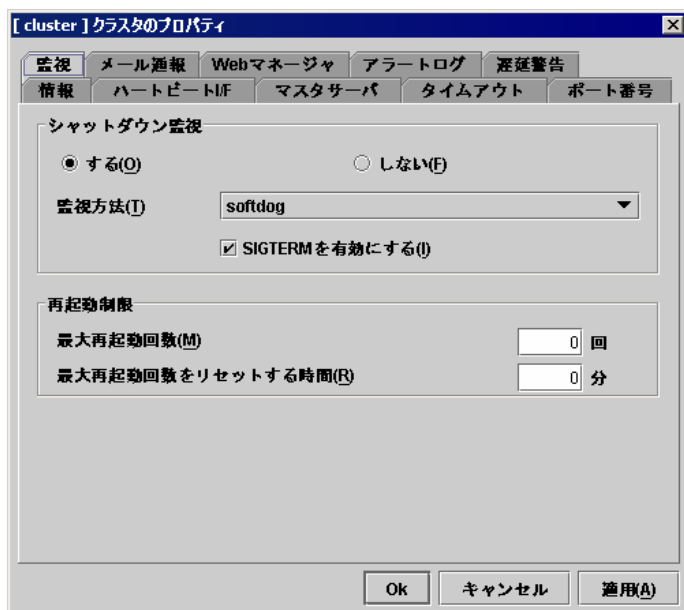 [ cluster ] クラスタのプロパティ
監視 メール通報 Webマネージャ アラートログ 遅延警告
情報 ハートビートI/F マスタサーバ タイムアウト ポート番号
シャットダウン監視
する(O) しない(F)
監視方法(T) softdog
SIGTERMを有効にする(I)
再起動制限
最大再起動回数(M) 0 回
最大再起動回数をリセットする時間(R) 0 分
Ok キャンセル 適用(A)